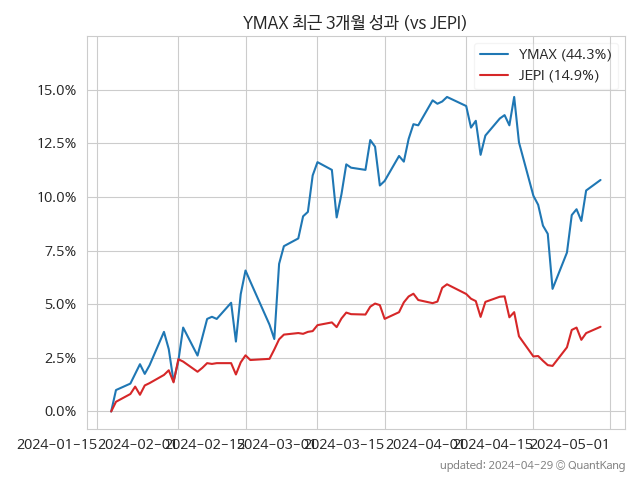 YMAX 최근 3개월 성과 (vs JEPI)
YMAX (44.3%)
JEPI (14.9%)
15.0%
12.5%
10.0%
7.5%
5.0%
2.5%
0.0%
2024-01-15 2024-02-01 2024-02-15 2024-03-01 2024-03-15 2024-04-01 2024-04-15 2024-05-01
updated: 2024-04-29 © QuantKang